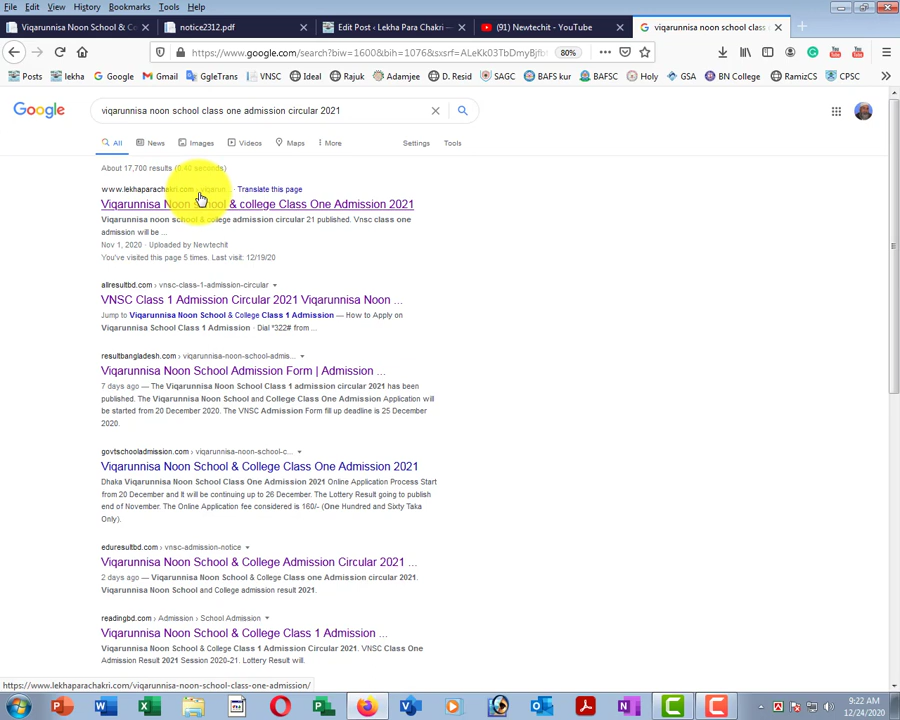 File Edit View History Bookmarks Tools Help
Viqarunnisa Noon School & C
notice2312.pdf
Edit Post ‹ Lekha Para Chakri —
(91) Newtechit - YouTube
viqarunnisa noon school class
https://www.google.com/search?biw=1600&bih=1076&sxsrf=ALeKk03TbDmyBjfb
80%
Posts lekha Google Gmail GgleTrans VNSC Ideal Rajuk Adamjee D. Resid SAGC BAFS kur BAFSC Holy GSA BN College RamizCS CPSC
Google
viqarunnisa noon school class one admission circular 2021
All News Images Videos Maps More Settings Tools
About 17,700 results (0.40 seconds)
www.lekhaparachakri.com › viqarun... · Translate this page
Viqarunnisa Noon School & college Class One Admission 2021
Viqarunnisa noon school & college admission circular 21 published. Vnsc class one
admission will be ...
Nov 1, 2020 · Uploaded by Newtechit
You've visited this page 5 times. Last visit: 12/19/20
allresultbd.com › vnsc-class-1-admission-circular
VNSC Class 1 Admission Circular 2021 Viqarunnisa Noon ...
Jump to Viqarunnisa Noon School & College Class 1 Admission — How to Apply on
Viqarunnisa School Class 1 Admission · Dial *322# from ...
resultbangladesh.com › viqarunnisa-noon-school-admis...
Viqarunnisa Noon School Admission Form | Admission ...
7 days ago — The Viqarunnisa Noon School Class 1 admission circular 2021 has been
published. The Viqarunnisa Noon School and College Class One Admission Application will
be started from 20 December 2020. The VNSC Admission Form fill up deadline is 25 December
2020.
govtschooladmission.com › viqarunnisa-noon-school-c...
Viqarunnisa Noon School & College Class One Admission 2021
Dhaka Viqarunnisa Noon School Class One Admission 2021 Online Application Process Start
from 20 December and It will be continuing up to 26 December. The Lottery Result going to publish
end of November. The Online Application fee considered is 160/- (One Hundred and Sixty Taka
Only).
eduresultbd.com › vnsc-admission-notice
Viqarunnisa Noon School & College Admission Circular 2021 ...
2 days ago — Viqarunnisa Noon School & College Class one Admission circular 2021.
Viqarunnisa Noon School and College admission result 2021.
readingbd.com › Admission › School Admission
Viqarunnisa Noon School & College Class 1 Admission ...
Viqarunnisa Noon School & College Class 1 Admission Circular 2021. VNSC Class One
Admission Result 2021 Session 2020-21. Lottery Result will.
https://www.lekhaparachakri.com/viqarunnisa-noon-school-class-one-admission/
9:22 AM
12/24/2020